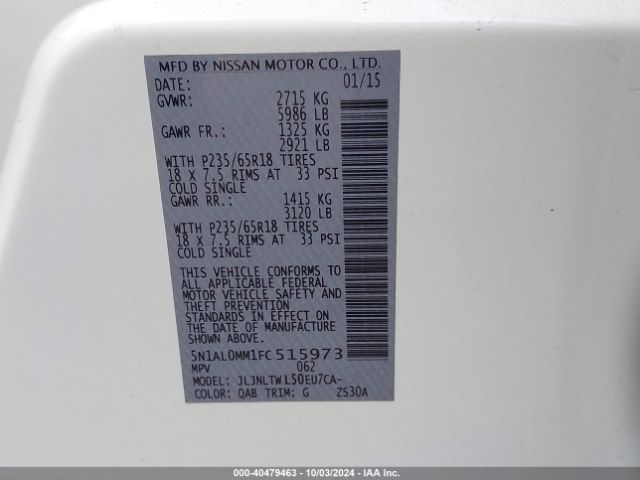 MFD BY NISSAN MOTOR CO., LTD.
DATE: 01/15
GVWR: 2715 KG
5986 LB
GAWR FR.: 1325 KG
2921 LB
WITH P235/65R18 TIRES
18 X 7.5 RIMS AT 33 PSI
COLD SINGLE
GAWR RR.: 1415 KG
3120 LB
WITH P235/65R18 TIRES
18 X 7.5 RIMS AT 33 PSI
COLD SINGLE
THIS VEHICLE CONFORMS TO
ALL APPLICABLE FEDERAL
MOTOR VEHICLE SAFETY AND
THEFT PREVENTION
STANDARDS IN EFFECT ON
THE DATE OF MANUFACTURE
SHOWN ABOVE.
5N1AL0MM1FC515973
MPV 062
MODEL: JLJNLTWL50EU7CA-
COLOR: QAB TRIM: G ZS30A
000-40479463 - 10/03/2024 - IAA Inc.